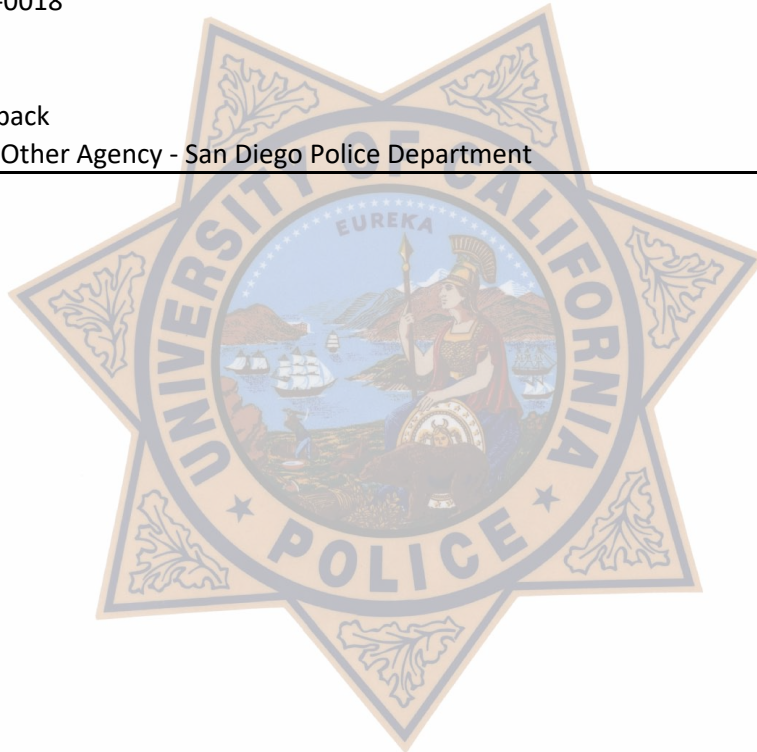 -0018
back
Other Agency - San Diego Police Department
EUREKA
UNIVERSITY OF CALIFORNIA
POLICE